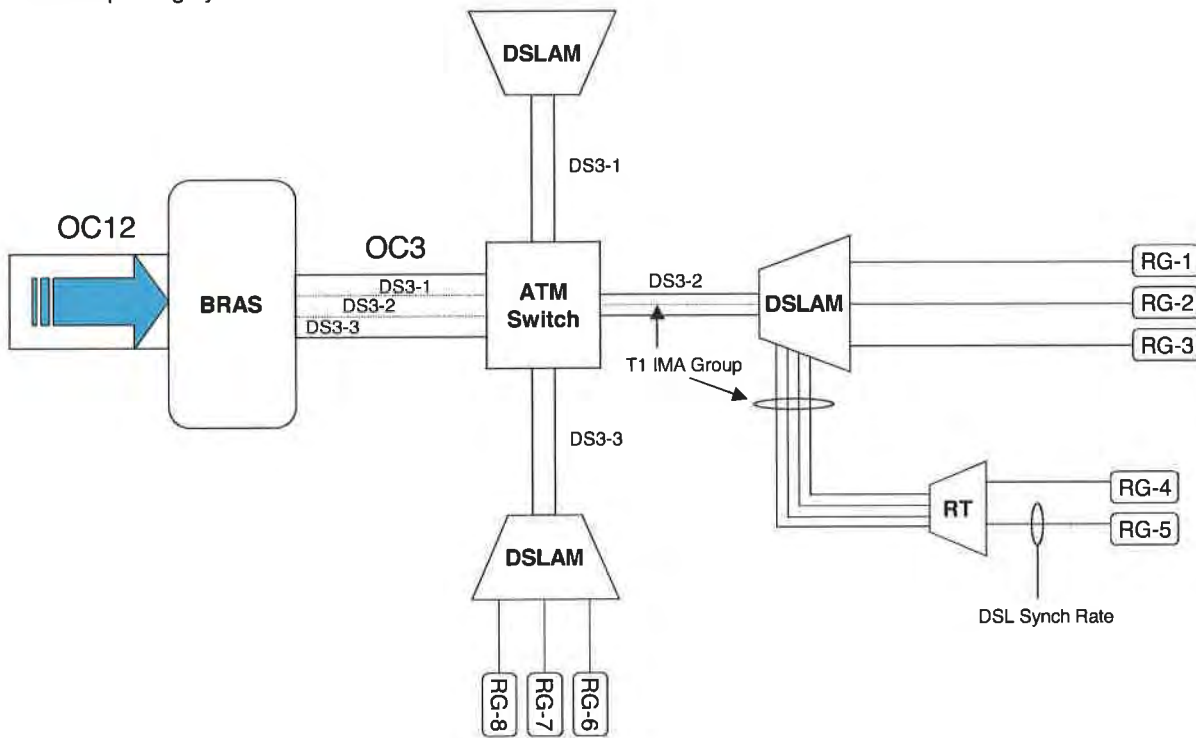 DSLAM
DS3-1
OC12
OC3
BRAS
DS3-1
DS3-2
DS3-3
ATM
Switch
DS3-2
DSLAM
RG-1
RG-2
RG-3
T1 IMA Group
DS3-3
RT
RG-4
RG-5
DSLAM
DSL Synch Rate
RG-8
RG-7
RG-6